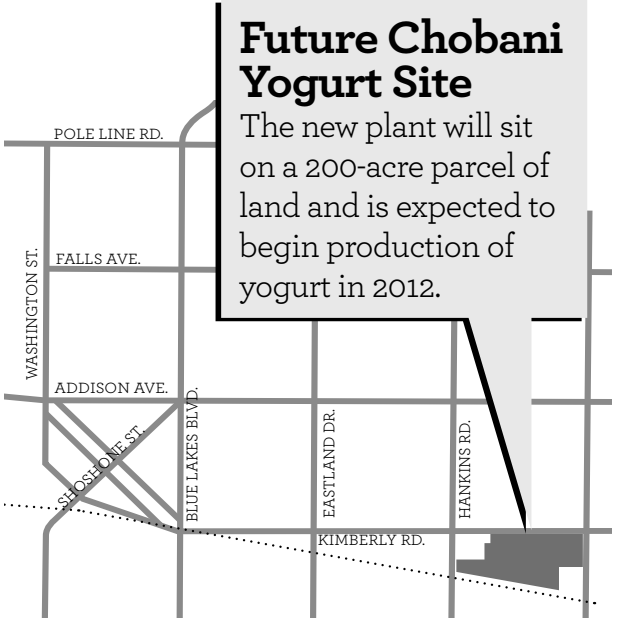 Future Chobani
Yogurt Site
The new plant will sit
on a 200-acre parcel of
land and is expected to
begin production of
yogurt in 2012.
POLE LINE RD.
FALLS AVE.
WASHINGTON ST.
ADDISON AVE.
SHOSHONE ST.
BLUE LAKES BLVD.
EASTLAND DR.
HANKINS RD.
KIMBERLY RD.